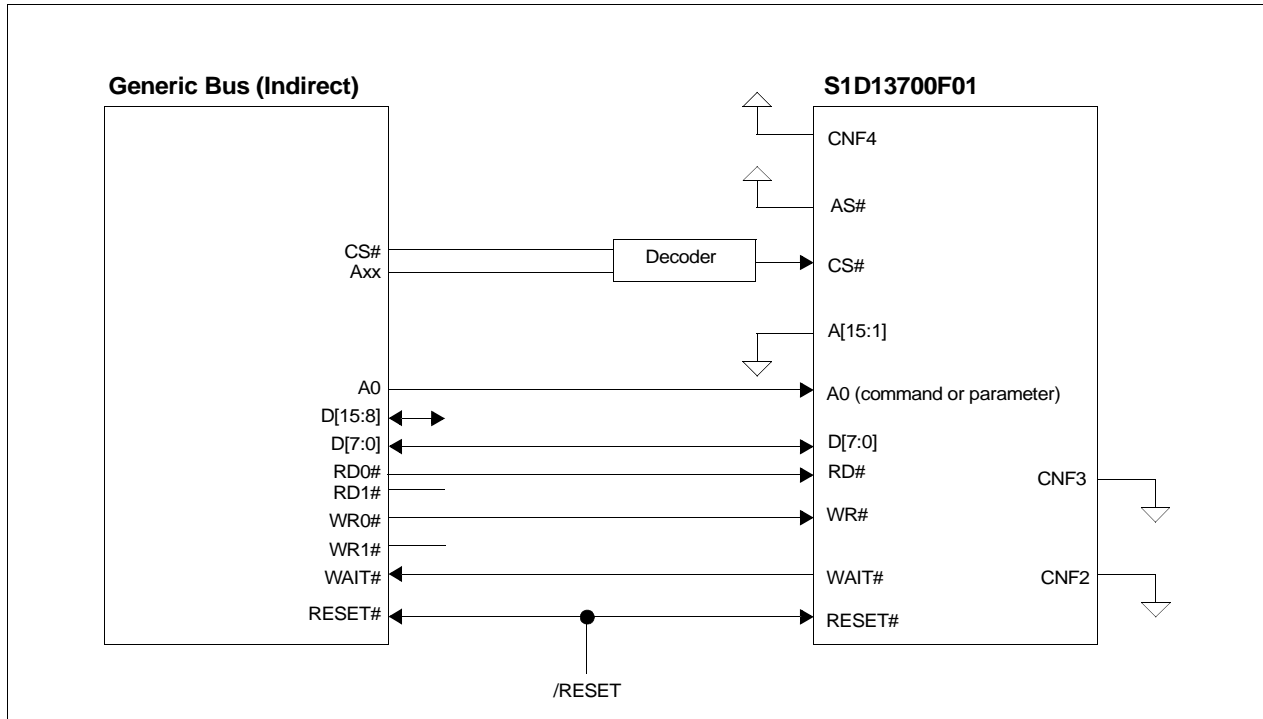 Generic Bus (Indirect)
CS#
Axx
A0
D[15:8]
D[7:0]
RD0#
RD1#
WR0#
WR1#
WAIT#
RESET#
Decoder
/RESET
S1D13700F01
CNF4
AS#
CS#
A[15:1]
A0 (command or parameter)
D[7:0]
RD#
WR#
WAIT#
RESET#
CNF3
CNF2